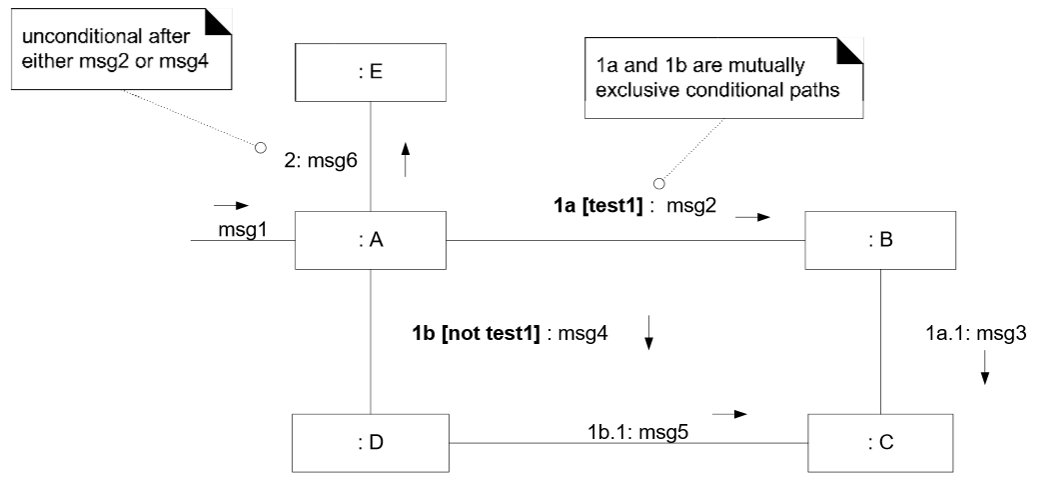 unconditional after
either msg2 or msg4
: E
1a and 1b are mutually
exclusive conditional paths
2: msg6
1a [test1] : msg2
msg1
: A
: B
1b [not test1] : msg4
1a.1: msg3
: D
1b.1: msg5
: C